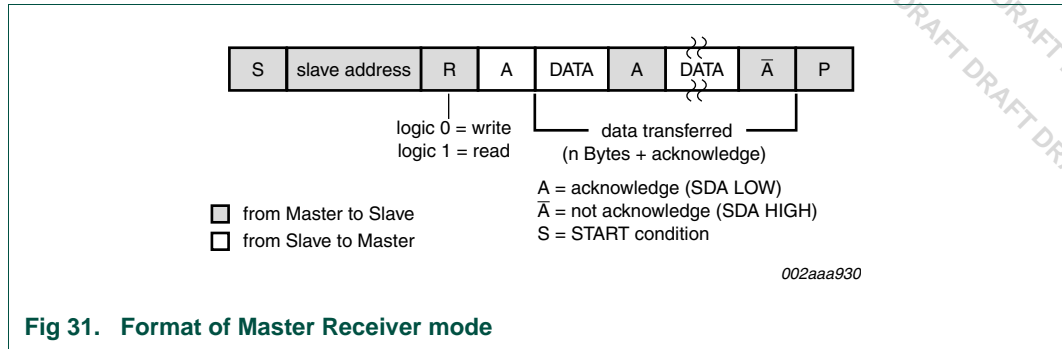 S slave address R A DATA A DATA A̅ P
logic 0 = write
logic 1 = read
data transferred
(n Bytes + acknowledge)
A = acknowledge (SDA LOW)
A̅ = not acknowledge (SDA HIGH)
S = START condition
from Master to Slave
from Slave to Master
002aaa930
Fig 31. Format of Master Receiver mode
DRAFT DRAFT DR
DRAFT